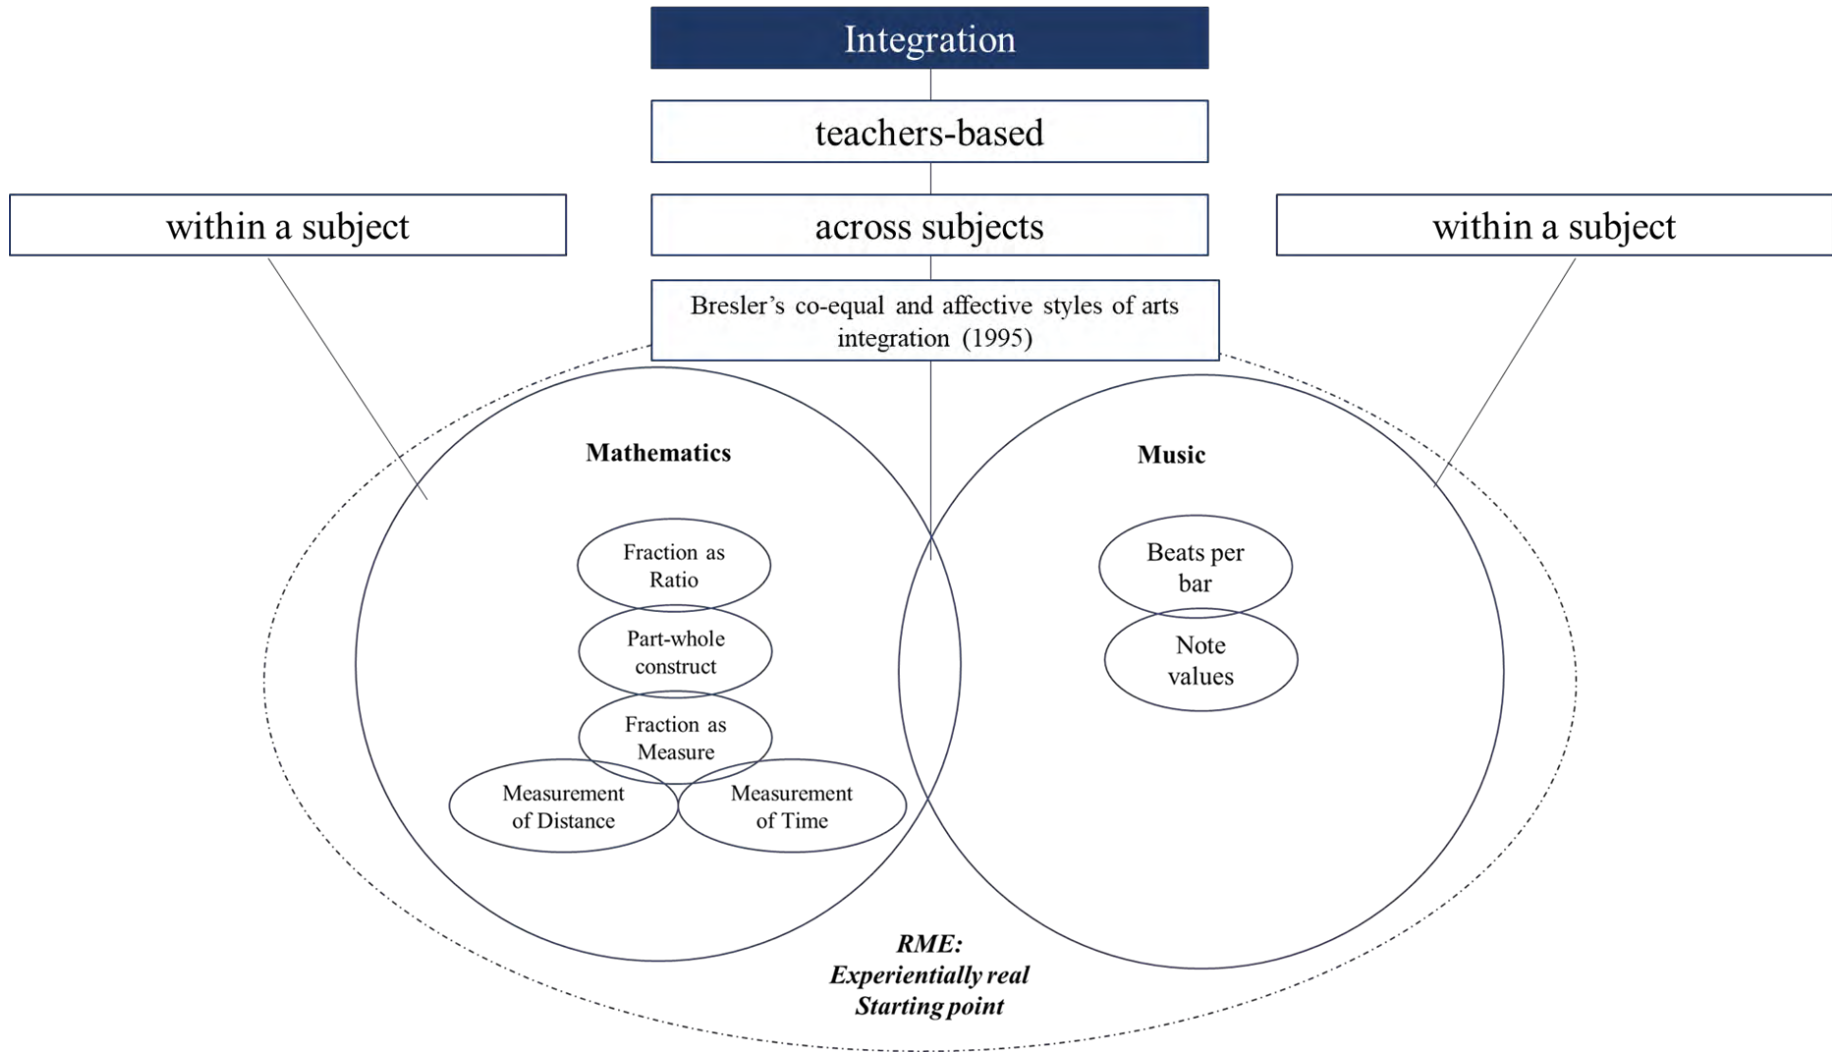 Integration
teachers-based
within a subject
across subjects
within a subject
Bresler’s co-equal and affective styles of arts
integration (1995)
Mathematics
Music
Fraction as
Ratio
Part-whole
construct
Fraction as
Measure
Measurement
of Distance
Measurement
of Time
Beats per
bar
Note
values
RME:
Experientially real
Starting point